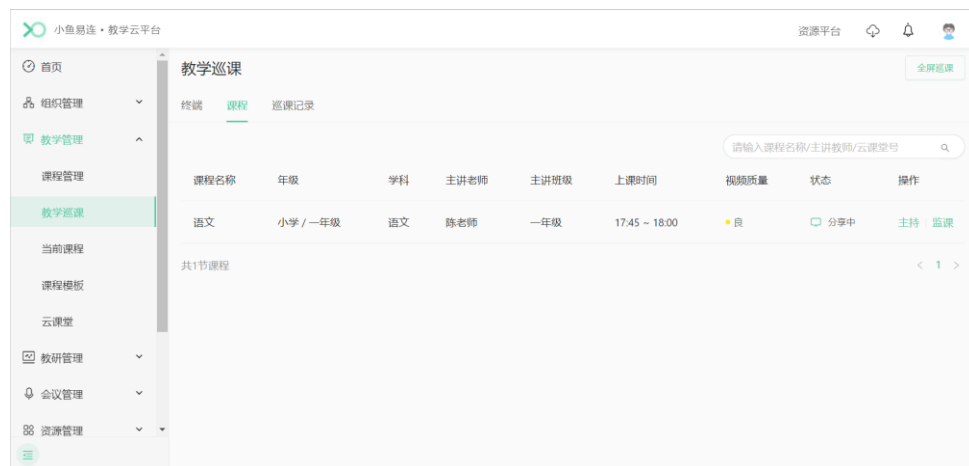 小鱼易连·教学云平台 资源平台
首页
组织管理
教学管理
课程管理
教学巡课
当前课程
课程模板
云课堂
教研管理
会议管理
资源管理
教学巡课 全屏巡课
终端 课程 巡课记录
请输入课程名称/主讲教师/云课堂号
课程名称 年级 学科 主讲老师 主讲班级 上课时间 视频质量 状态 操作
语文 小学 / 一年级 语文 陈老师 一年级 17:45 ~ 18:00 良 分享中 主持 监课
共1节课程 < 1 >